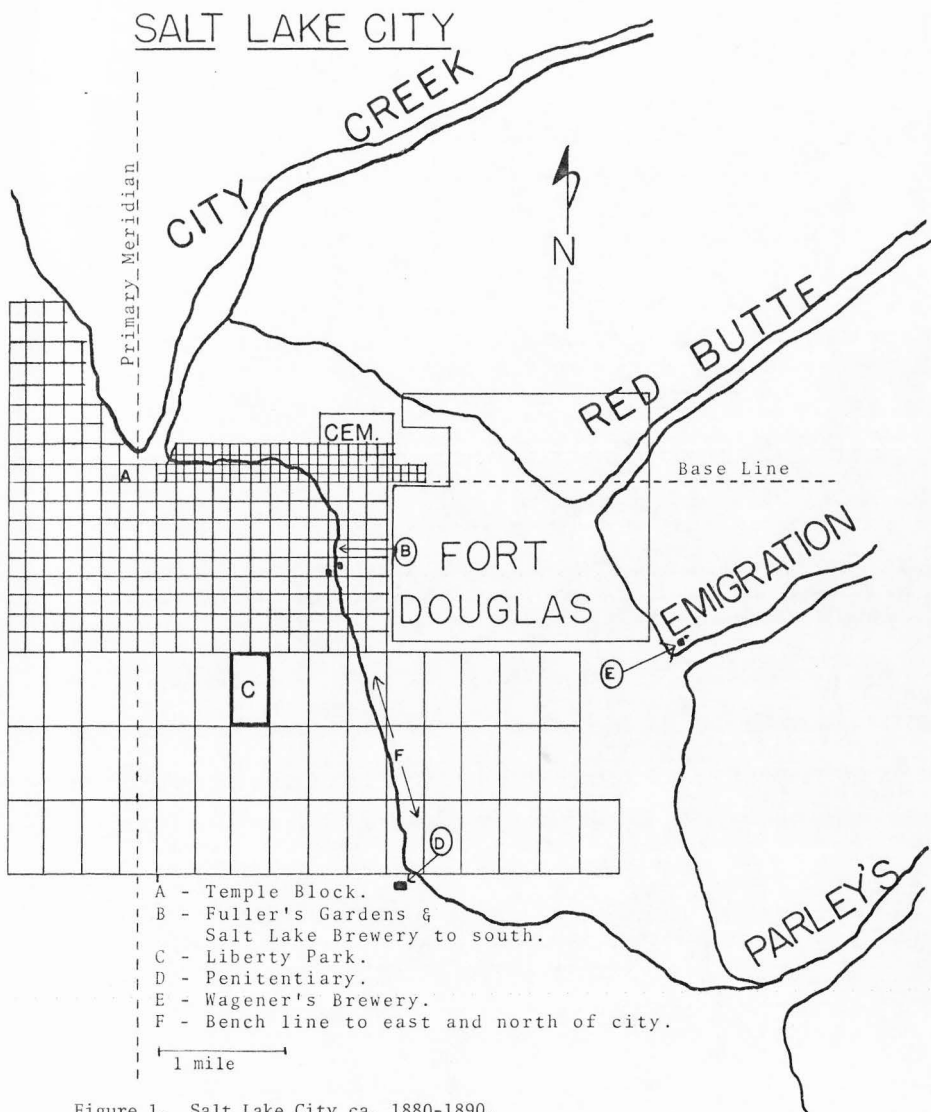 SALT LAKE CITY
CREEK
CITY
Primary Meridian
N
RED BUTTE
CEM.
A
Base Line
B
FORT
DOUGLAS
EMIGRATION
E
C
F
D
PARLEY'S
A - Temple Block.
B - Fuller's Gardens &
Salt Lake Brewery to south.
C - Liberty Park.
D - Penitentiary.
E - Wagener's Brewery.
F - Bench line to east and north of city.
1 mile
Figure 1. Salt Lake City ca. 1880-1890.